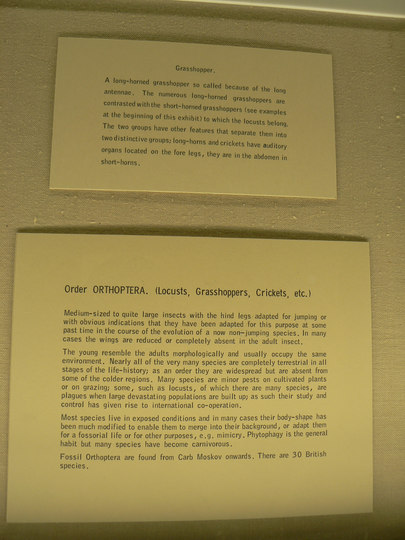 Grasshopper.
A long-horned grasshopper so called because of the long
antennae. The numerous long-horned grasshoppers are
contrasted with the short-horned grasshoppers (see examples
at the beginning of this exhibit) to which the locusts belong.
The two groups have other features that separate them into
two distinctive groups; long-horns and crickets have auditory
organs located on the fore legs, they are in the abdomen in
short-horns.
Order ORTHOPTERA. (Locusts, Grasshoppers, Crickets, etc.)
Medium-sized to quite large insects with the hind legs adapted for jumping or
with obvious indications that they have been adapted for this purpose at some
past time in the course of the evolution of a now non-jumping species. In many
cases the wings are reduced or completely absent in the adult insect.
The young resemble the adults morphologically and usually occupy the same
environment. Nearly all of the very many species are completely terrestrial in all
stages of the life-history; as an order they are widespread but are absent from
some of the colder regions. Many species are minor pests on cultivated plants
or on grazing; some, such as locusts, of which there are many species, are
plagues when large devastating populations are built up; as such their study and
control has given rise to international co-operation.
Most species live in exposed conditions and in many cases their body-shape has
been much modified to enable them to merge into their background, or adapt them
for a fossorial life or for other purposes, e.g. mimicry. Phytophagy is the general
habit but many species have become carnivorous.
Fossil Orthoptera are found from Carb Moskov onwards. There are 30 British
species.